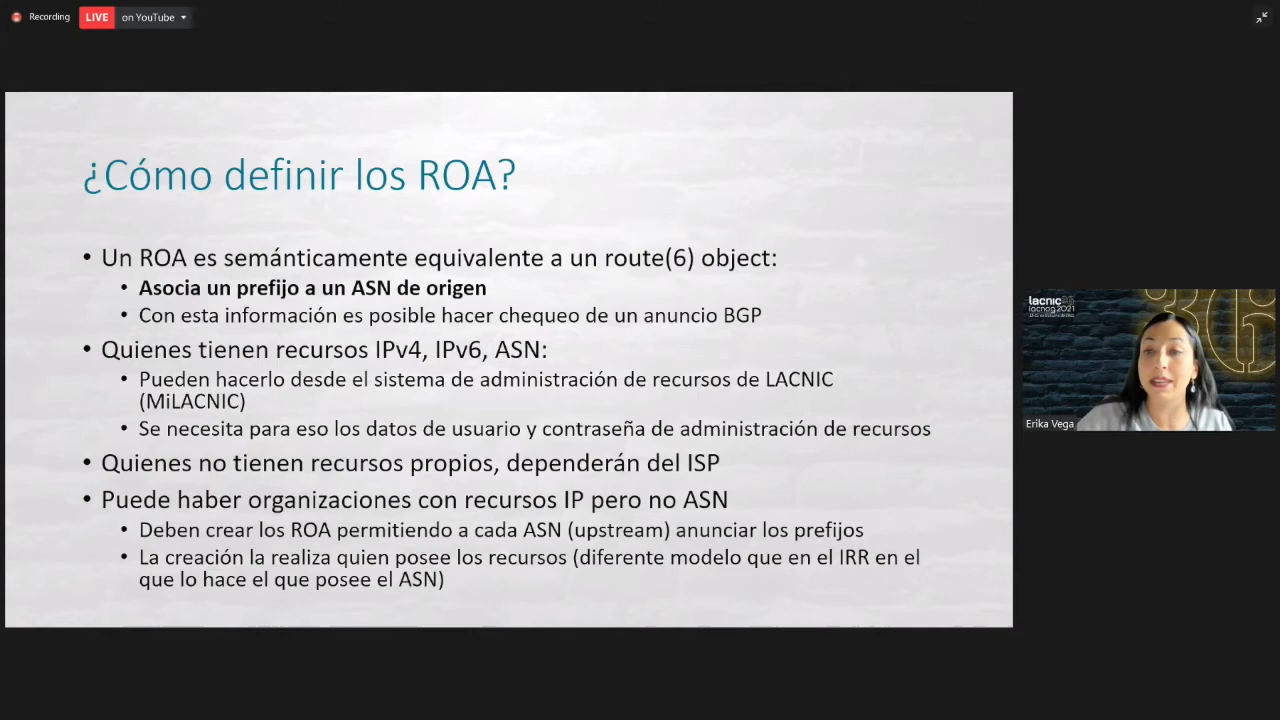 Recording
LIVE on YouTube
¿Cómo definir los ROA?
• Un ROA es semánticamente equivalente a un route(6) object:
• Asocia un prefijo a un ASN de origen
• Con esta información es posible hacer chequeo de un anuncio BGP
• Quienes tienen recursos IPv4, IPv6, ASN:
• Pueden hacerlo desde el sistema de administración de recursos de LACNIC
(MiLACNIC)
• Se necesita para eso los datos de usuario y contraseña de administración de recursos
• Quienes no tienen recursos propios, dependerán del ISP
• Puede haber organizaciones con recursos IP pero no ASN
• Deben crear los ROA permitiendo a cada ASN (upstream) anunciar los prefijos
• La creación la realiza quien posee los recursos (diferente modelo que en el IRR en el
que lo hace el que posee el ASN)
lacnic
lacnog 2021
Erika Vega